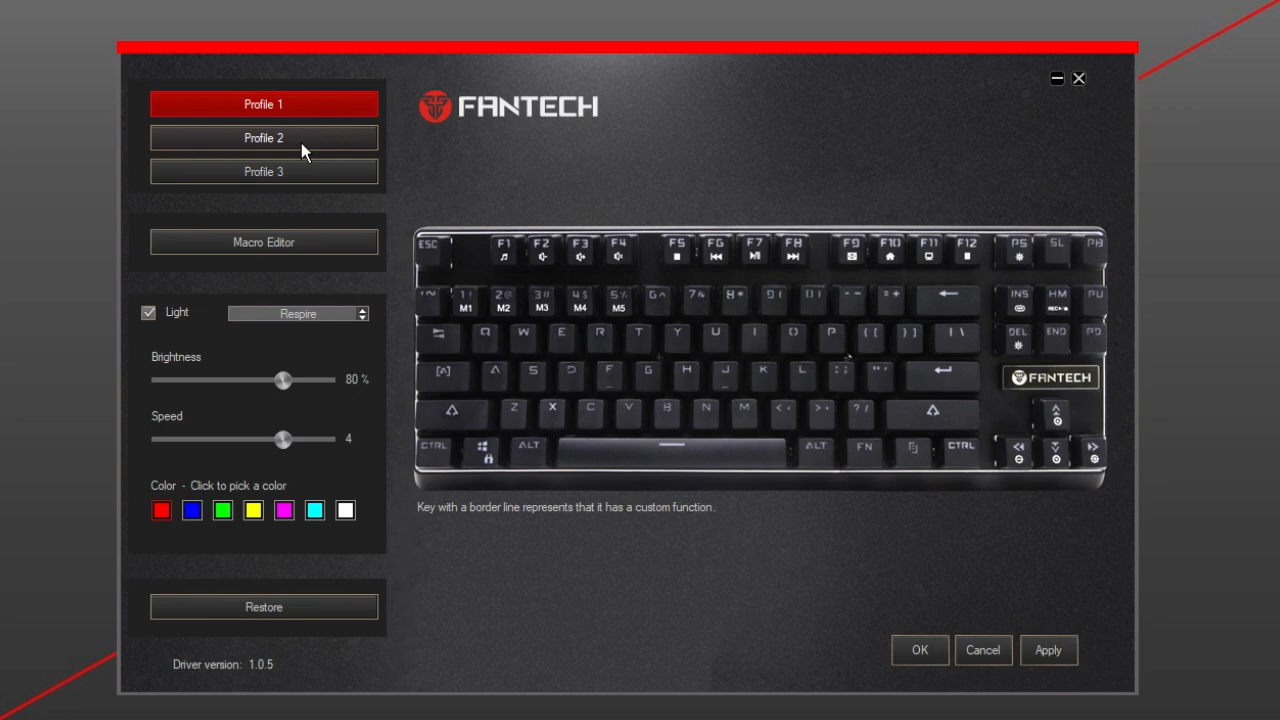 Profile 1
FANTECH
Profile 2
Profile 3
Macro Editor
Light
Respire
Brightness
80 %
Speed
4
Color - Click to pick a color
Restore
Driver version: 1.0.5
ESC F1 F2 F3 F4 F5 F6 F7 F8 F9 F10 F11 F12 PS SL PB
M1 M2 M3 M4 M5
INS HM PU
Q W E R T Y U I O P
DEL END PD
A S D F G H J K L
FANTECH
Z X C V B N M
CTRL ALT ALT FN CTRL
Key with a border line represents that it has a custom function.
OK Cancel Apply